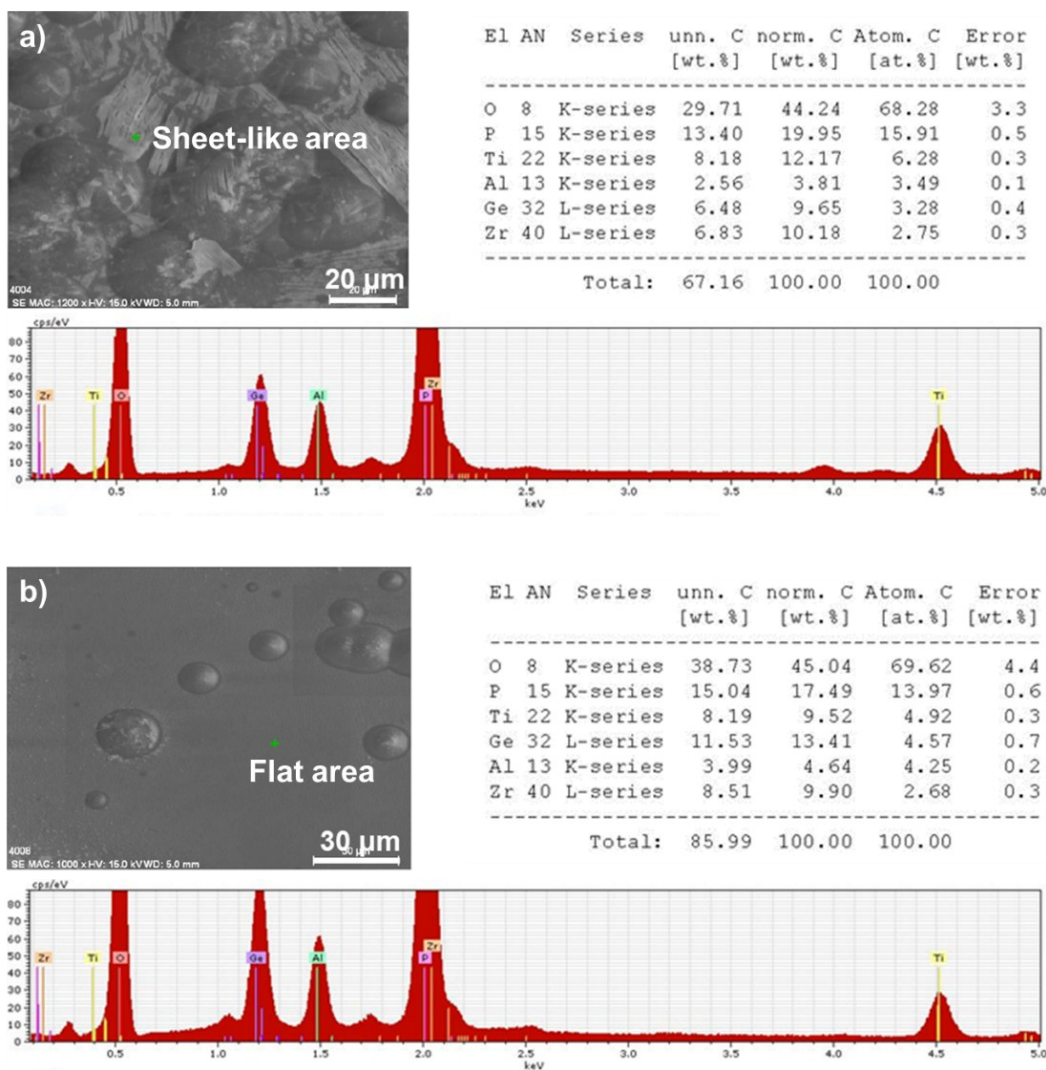 a)
Sheet-like area
20 µm
20 µm
4004
SE MAG: 1200 x HV: 15.0 kV WD: 5.0 mm
El AN Series unn. C norm. C Atom. C Error
[wt.%] [wt.%] [at.%] [wt.%]
O 8 K-series 29.71 44.24 68.28 3.3
P 15 K-series 13.40 19.95 15.91 0.5
Ti 22 K-series 8.18 12.17 6.28 0.3
Al 13 K-series 2.56 3.81 3.49 0.1
Ge 32 L-series 6.48 9.65 3.28 0.4
Zr 40 L-series 6.83 10.18 2.75 0.3
Total: 67.16 100.00 100.00
cps/eV
80
70
60
50
40
30
20
10
0
Zr Ti O Ge Al P Zr Ti
0.5 1.0 1.5 2.0 2.5 3.0 3.5 4.0 4.5 5.0
keV
b)
Flat area
30 µm
4008
SE MAG: 1000 x HV: 15.0 kV WD: 5.0 mm
El AN Series unn. C norm. C Atom. C Error
[wt.%] [wt.%] [at.%] [wt.%]
O 8 K-series 38.73 45.04 69.62 4.4
P 15 K-series 15.04 17.49 13.97 0.6
Ti 22 K-series 8.19 9.52 4.92 0.3
Ge 32 L-series 11.53 13.41 4.57 0.7
Al 13 K-series 3.99 4.64 4.25 0.2
Zr 40 L-series 8.51 9.90 2.68 0.3
Total: 85.99 100.00 100.00
cps/eV
80
70
60
50
40
30
20
10
0
Zr Ti O Ge Al P Zr Ti
0.5 1.0 1.5 2.0 2.5 3.0 3.5 4.0 4.5 5.0
keV